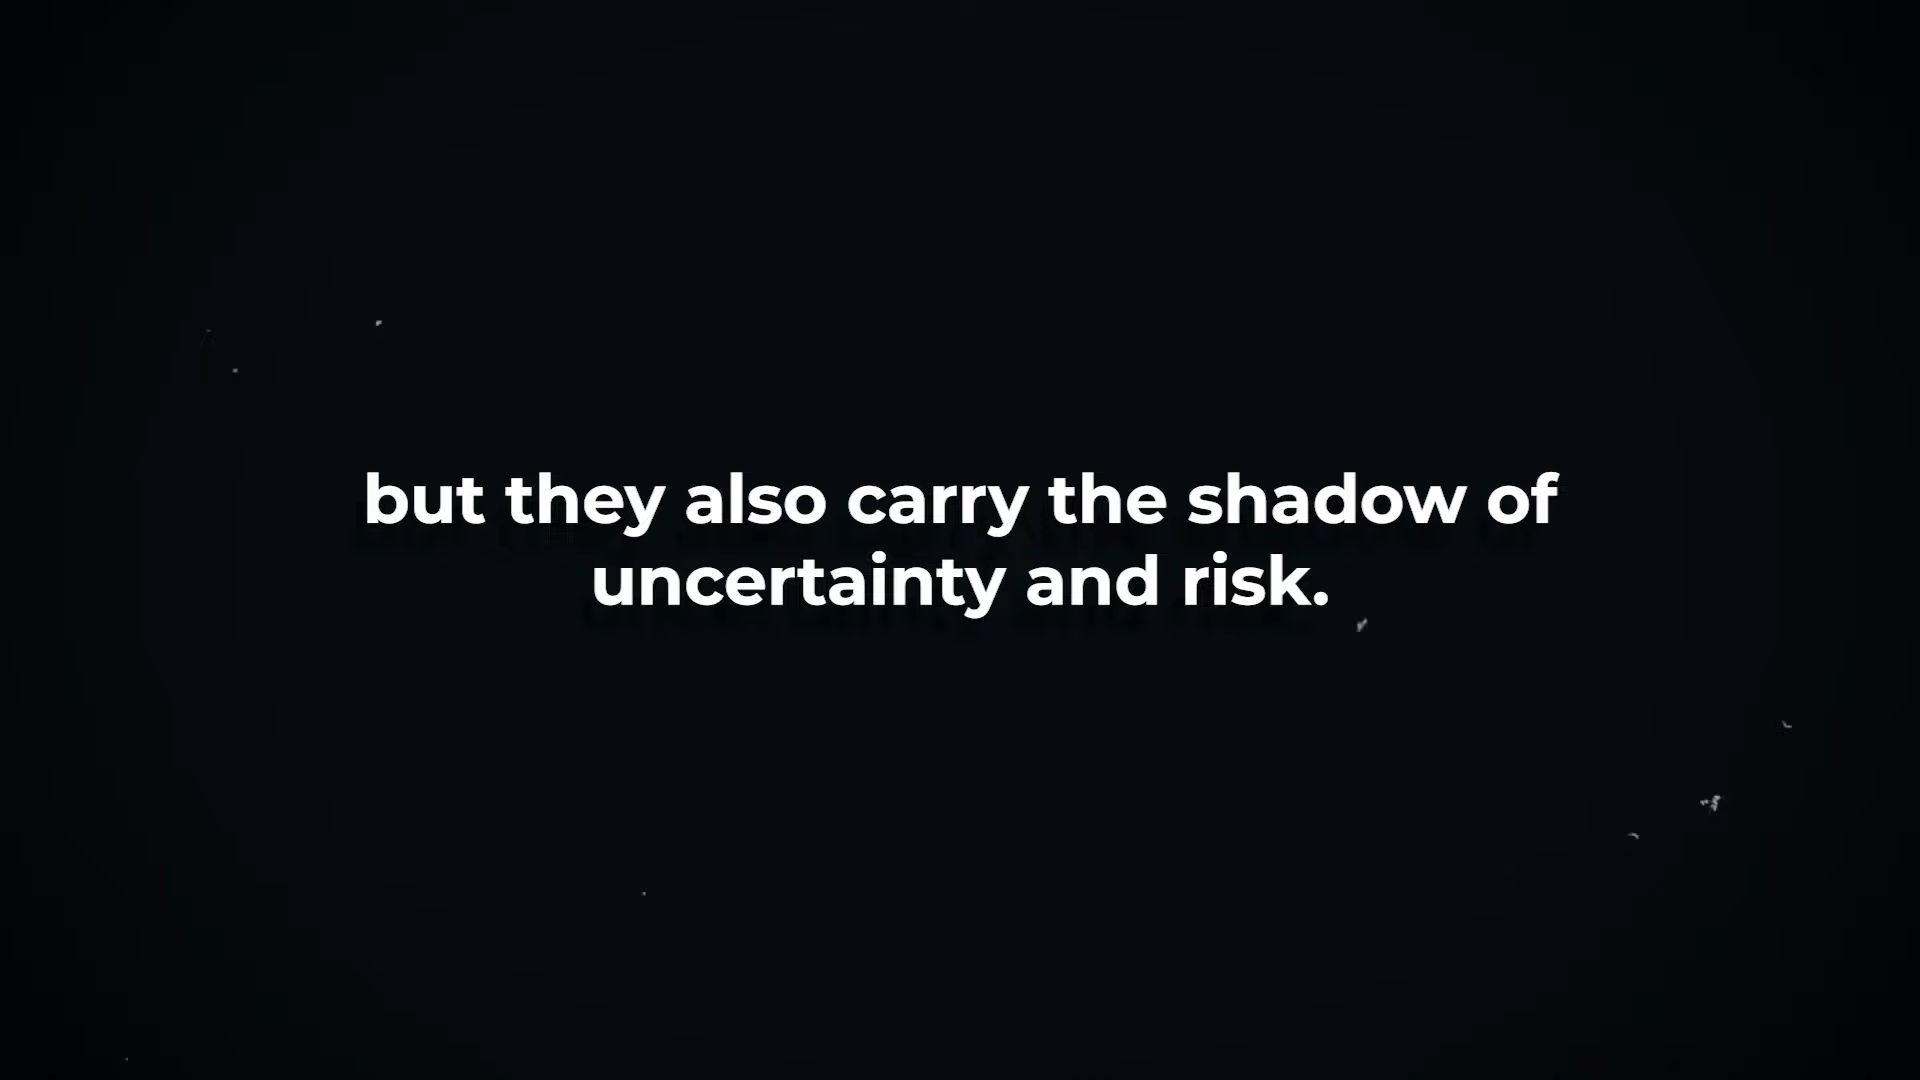 but they also carry the shadow of
uncertainty and risk.